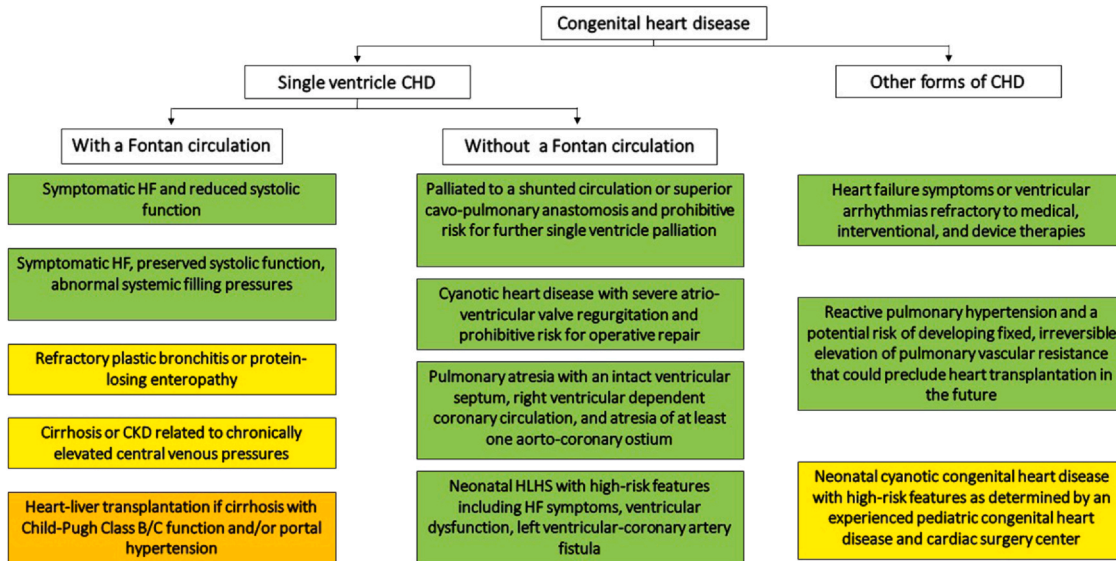 Congenital heart disease
Single ventricle CHD
Other forms of CHD
With a Fontan circulation
Without a Fontan circulation
Symptomatic HF and reduced systolic
function
Symptomatic HF, preserved systolic function,
abnormal systemic filling pressures
Refractory plastic bronchitis or protein-
losing enteropathy
Cirrhosis or CKD related to chronically
elevated central venous pressures
Heart-liver transplantation if cirrhosis with
Child-Pugh Class B/C function and/or portal
hypertension
Palliated to a shunted circulation or superior
cavo-pulmonary anastomosis and prohibitive
risk for further single ventricle palliation
Cyanotic heart disease with severe atrio-
ventricular valve regurgitation and
prohibitive risk for operative repair
Pulmonary atresia with an intact ventricular
septum, right ventricular dependent
coronary circulation, and atresia of at least
one aorto-coronary ostium
Neonatal HLHS with high-risk features
including HF symptoms, ventricular
dysfunction, left ventricular-coronary artery
fistula
Heart failure symptoms or ventricular
arrhythmias refractory to medical,
interventional, and device therapies
Reactive pulmonary hypertension and a
potential risk of developing fixed, irreversible
elevation of pulmonary vascular resistance
that could preclude heart transplantation in
the future
Neonatal cyanotic congenital heart disease
with high-risk features as determined by an
experienced pediatric congenital heart
disease and cardiac surgery center